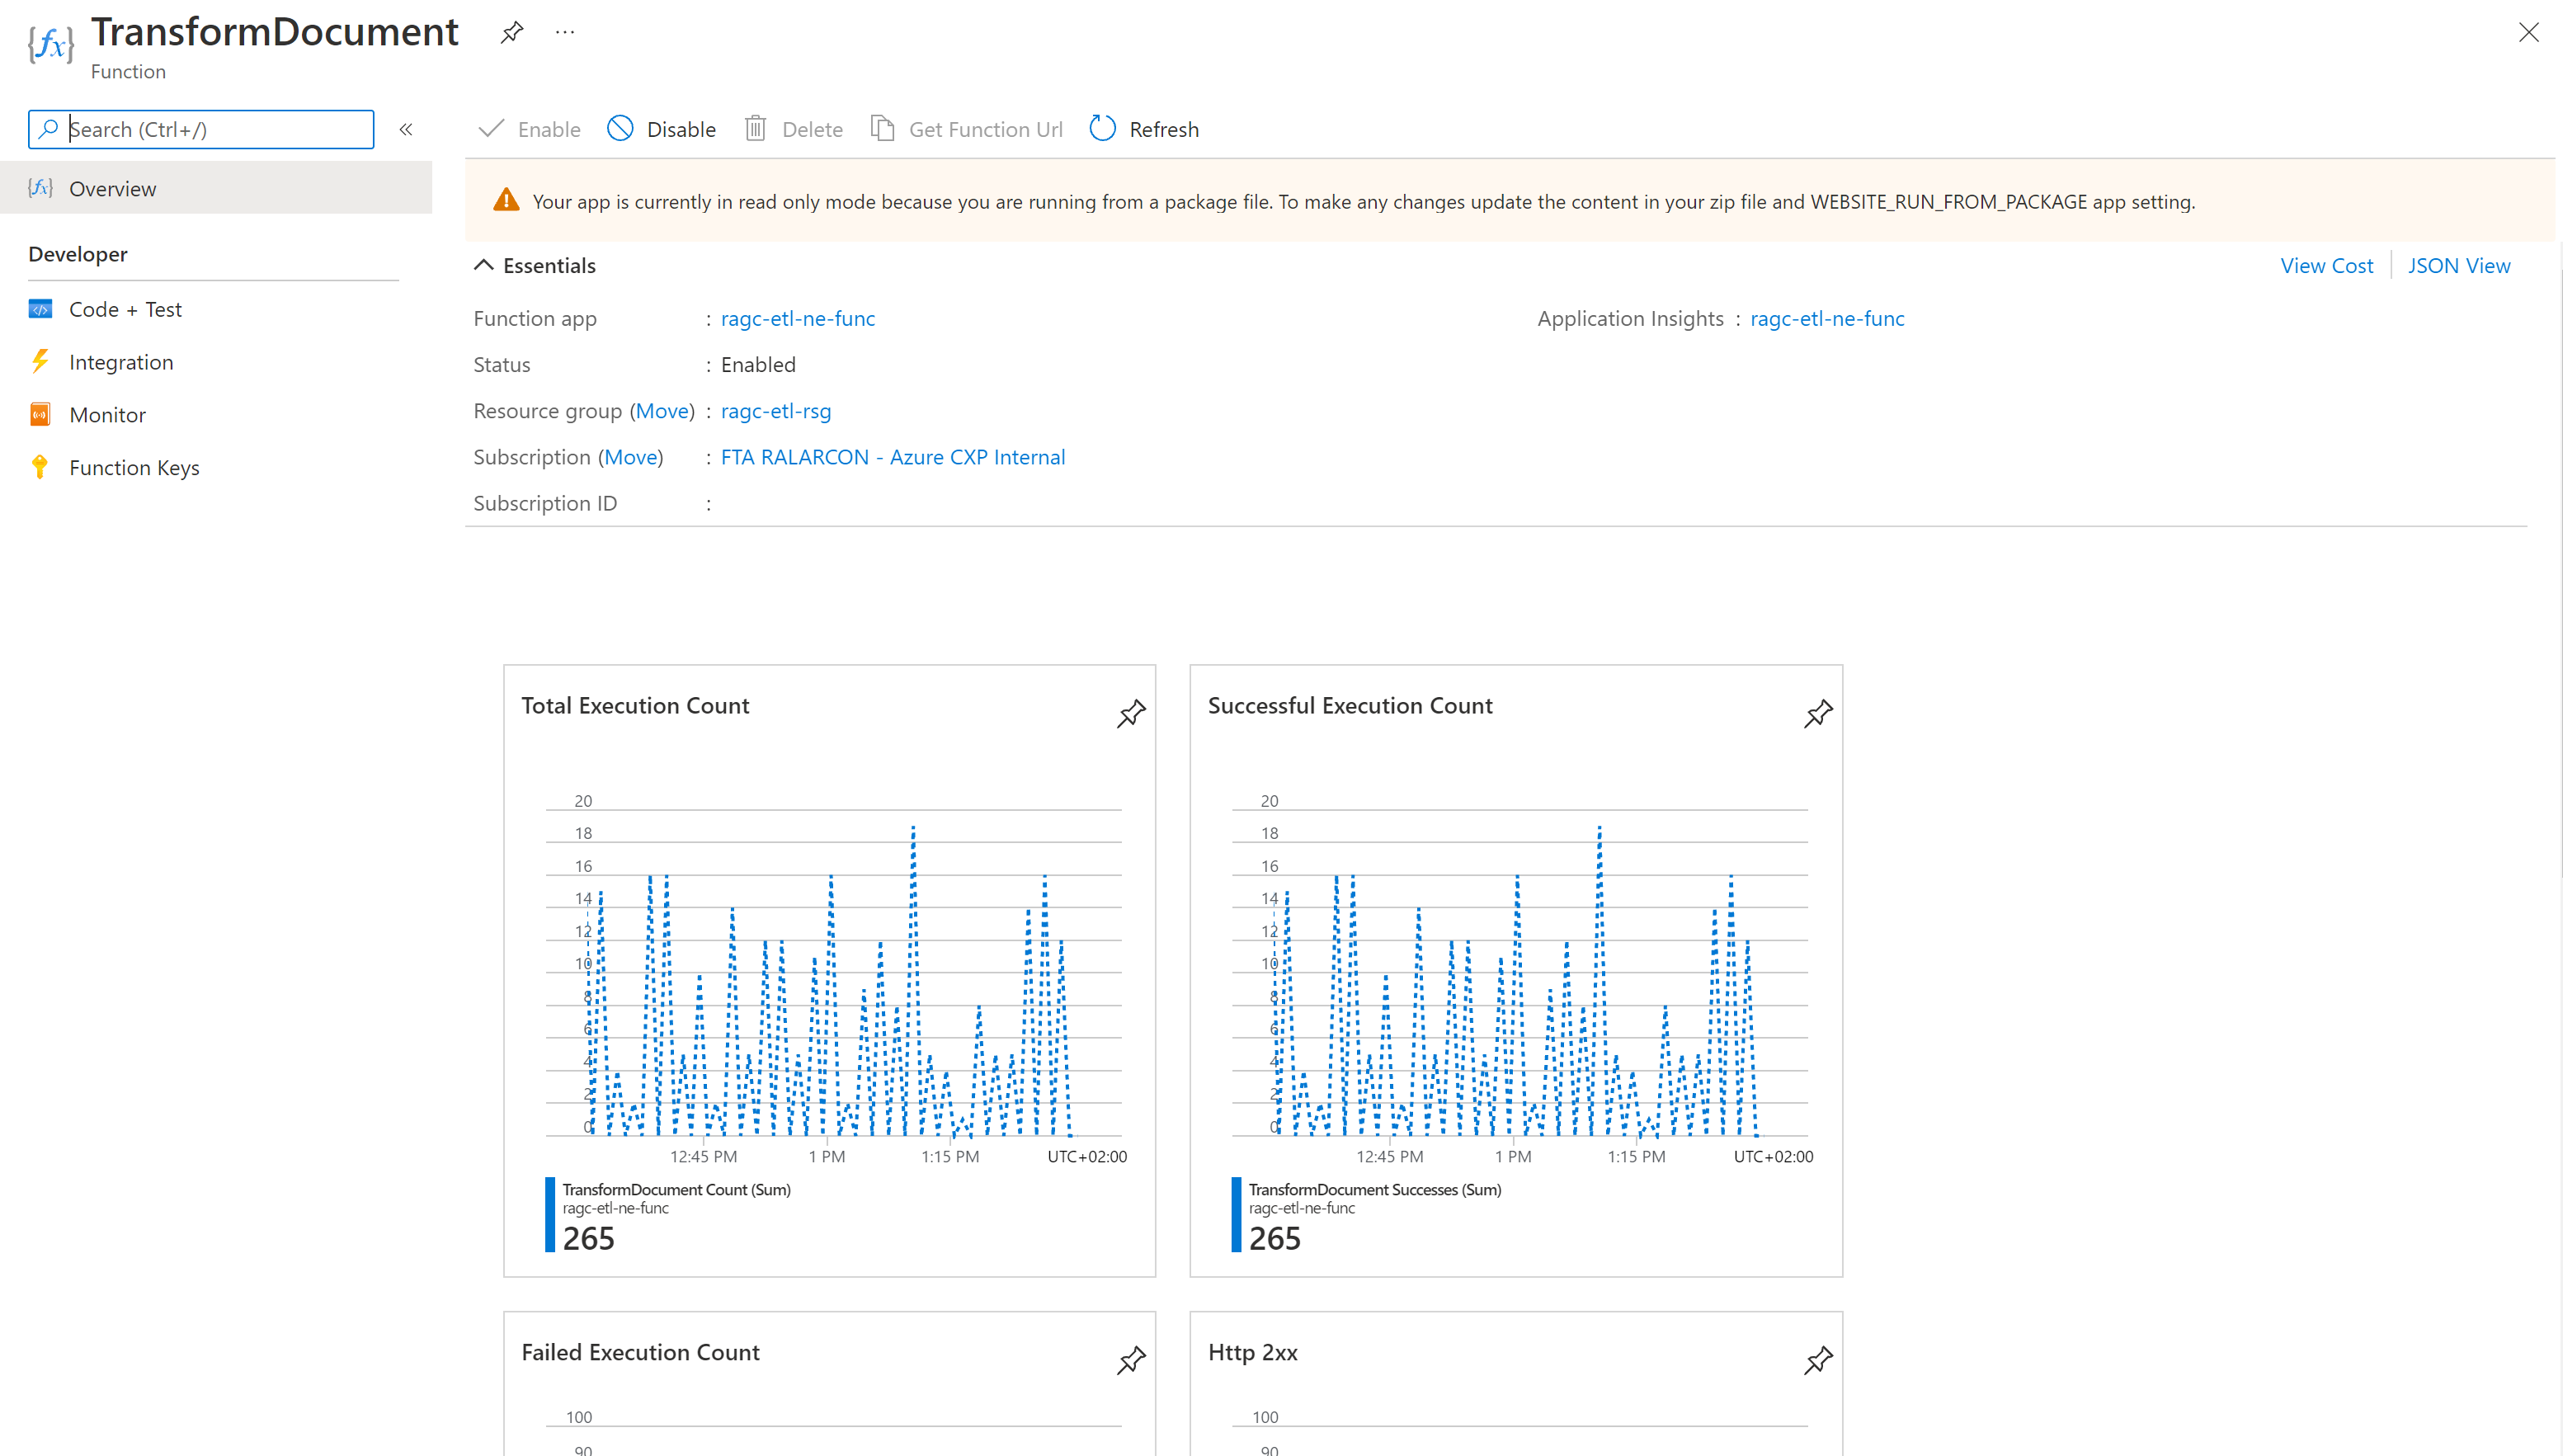 TransformDocument
Function
Search (Ctrl+/)
Enable Disable Delete Get Function Url Refresh
Overview
Developer
Code + Test
Integration
Monitor
Function Keys
Your app is currently in read only mode because you are running from a package file. To make any changes update the content in your zip file and WEBSITE_RUN_FROM_PACKAGE app setting.
Essentials
View Cost JSON View
Function app : ragc-etl-ne-func
Application Insights : ragc-etl-ne-func
Status : Enabled
Resource group (Move) : ragc-etl-rsg
Subscription (Move) : FTA RALARCON - Azure CXP Internal
Subscription ID :
Total Execution Count
20
18
16
14
12
10
8
6
4
2
0
12:45 PM 1 PM 1:15 PM UTC+02:00
TransformDocument Count (Sum)
ragc-etl-ne-func
265
Successful Execution Count
20
18
16
14
12
10
8
6
4
2
0
12:45 PM 1 PM 1:15 PM UTC+02:00
TransformDocument Successes (Sum)
ragc-etl-ne-func
265
Failed Execution Count
100
90
Http 2xx
100
90